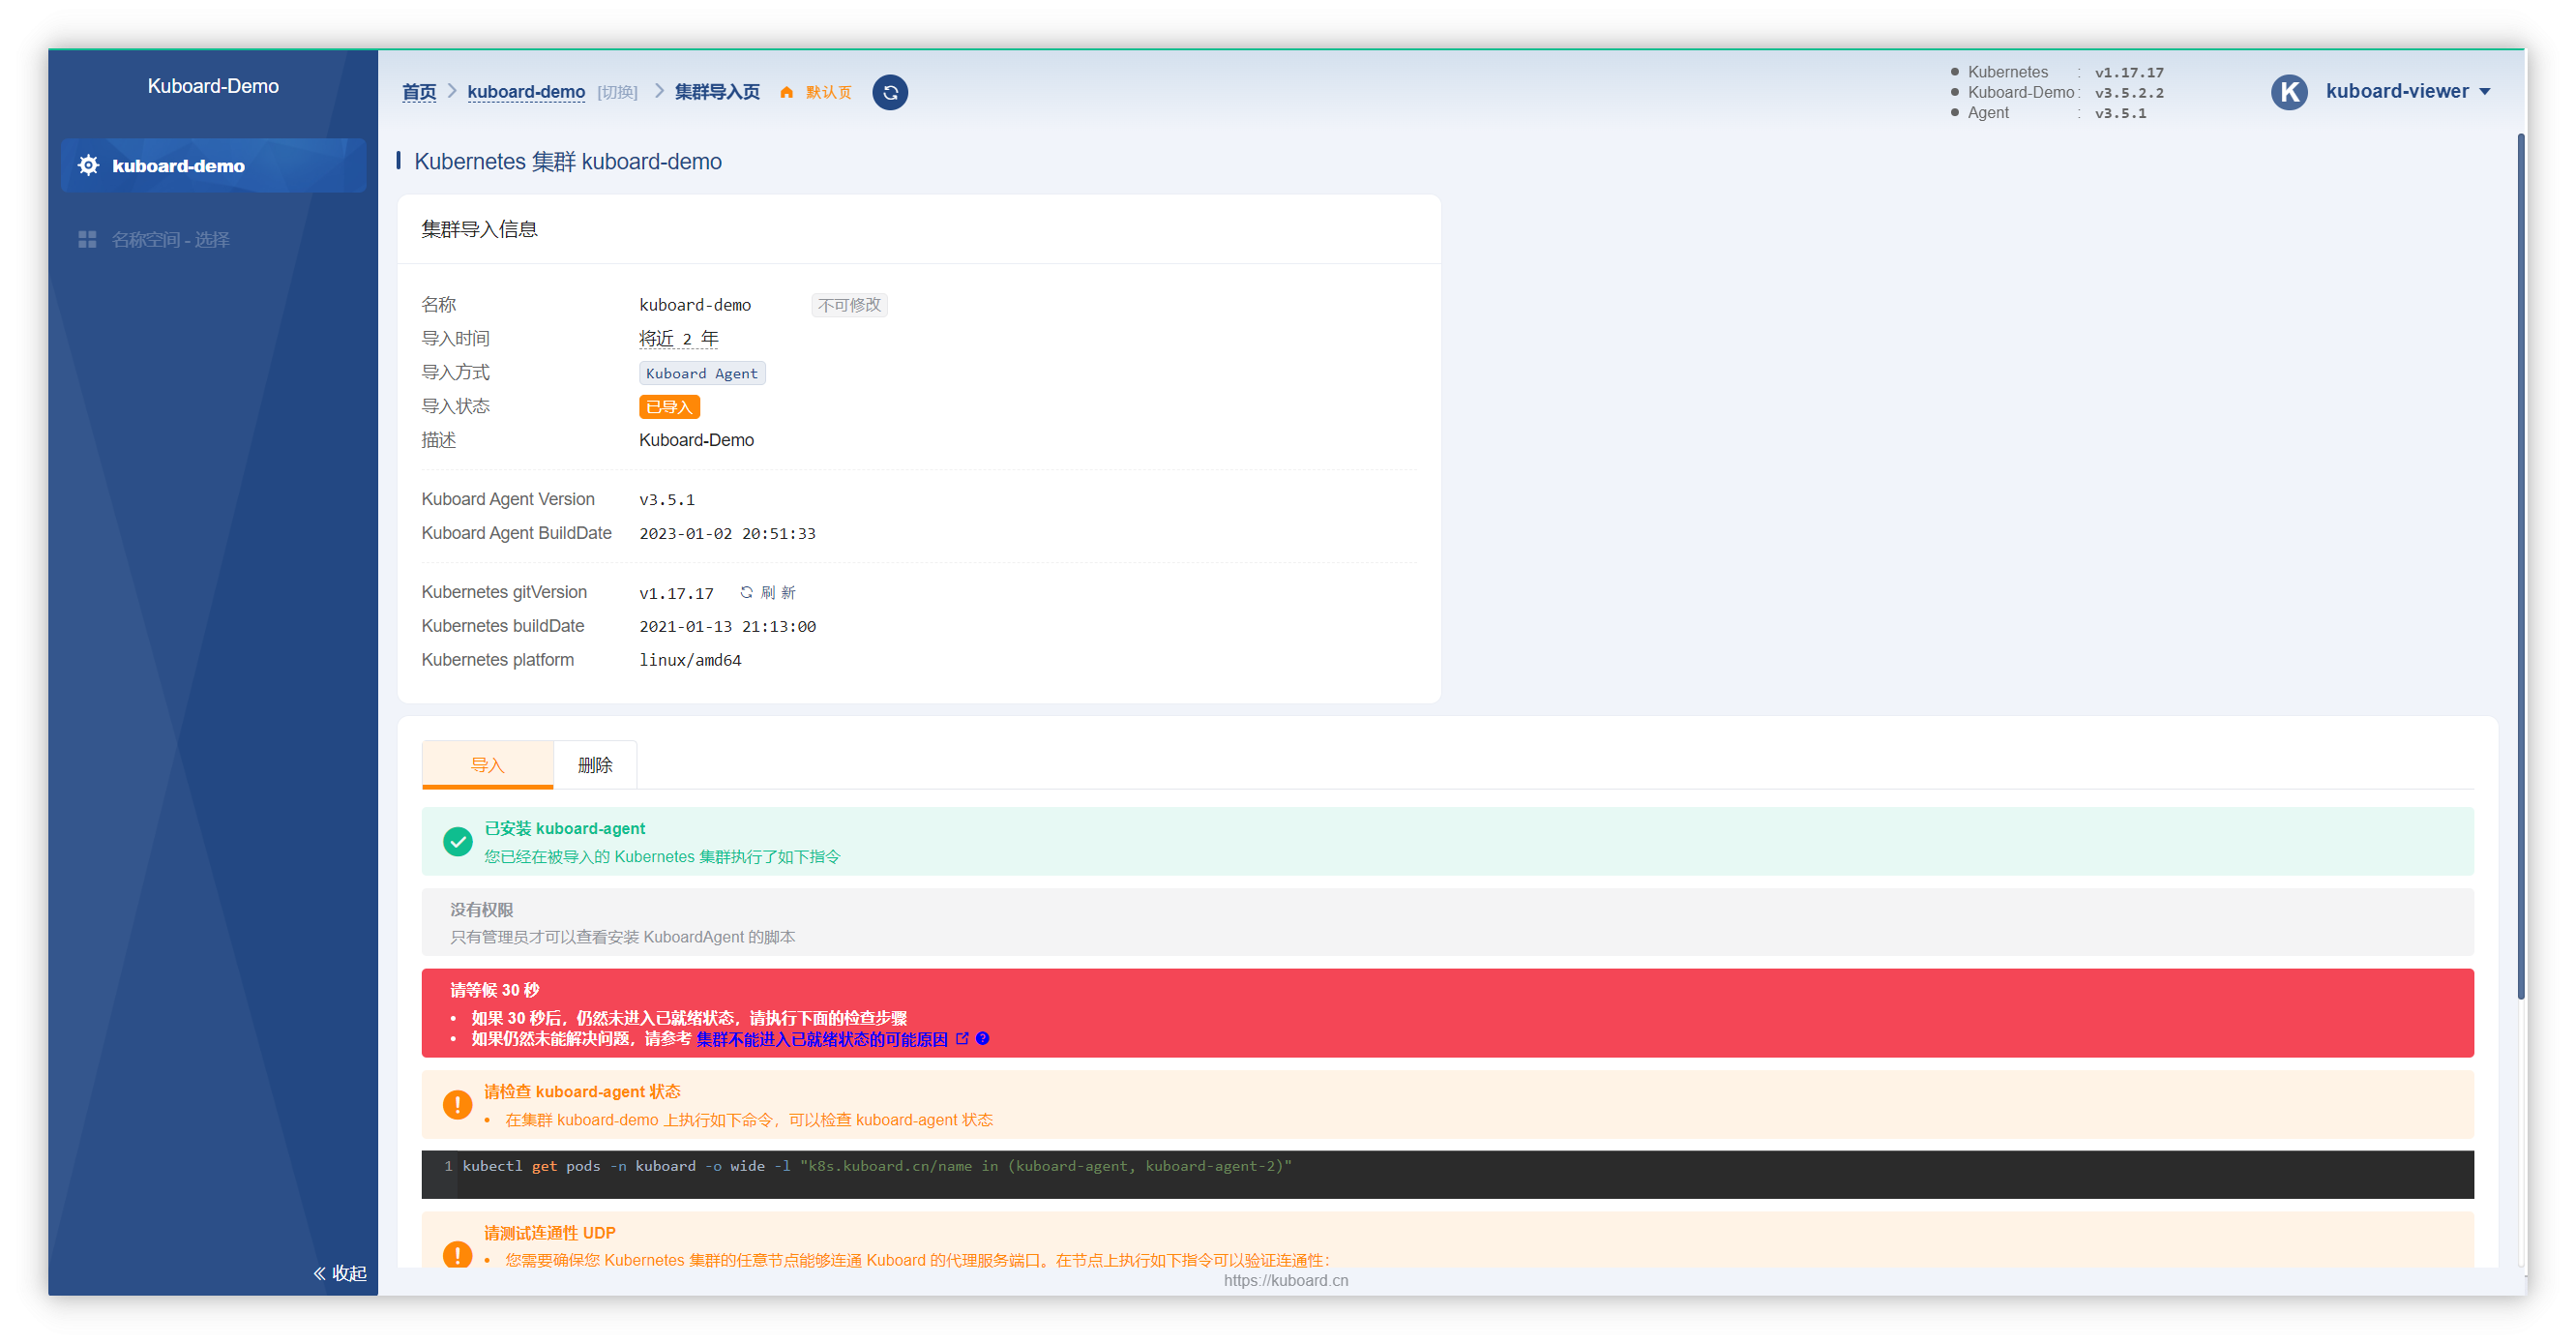 Kuboard-Demo
kuboard-demo
名称空间 - 选择
收起
首页 kuboard-demo [切换] 集群导入页 默认页
Kubernetes : v1.17.17
Kuboard-Demo : v3.5.2.2
Agent : v3.5.1
K kuboard-viewer
Kubernetes 集群 kuboard-demo
集群导入信息
名称 kuboard-demo 不可修改
导入时间 将近 2 年
导入方式 Kuboard Agent
导入状态 已导入
描述 Kuboard-Demo
Kuboard Agent Version v3.5.1
Kuboard Agent BuildDate 2023-01-02 20:51:33
Kubernetes gitVersion v1.17.17 刷 新
Kubernetes buildDate 2021-01-13 21:13:00
Kubernetes platform linux/amd64
导入 删除
已安装 kuboard-agent
您已经在被导入的 Kubernetes 集群执行了如下指令
没有权限
只有管理员才可以查看安装 KuboardAgent 的脚本
请等候 30 秒
• 如果 30 秒后，仍然未进入已就绪状态，请执行下面的检查步骤
• 如果仍然未能解决问题，请参考 集群不能进入已就绪状态的可能原因
请检查 kuboard-agent 状态
• 在集群 kuboard-demo 上执行如下命令，可以检查 kuboard-agent 状态
1 kubectl get pods -n kuboard -o wide -l "k8s.kuboard.cn/name in (kuboard-agent, kuboard-agent-2)"
请测试连通性 UDP
• 您需要确保您 Kubernetes 集群的任意节点能够连通 Kuboard 的代理服务端口。在节点上执行如下指令可以验证连通性：
https://kuboard.cn